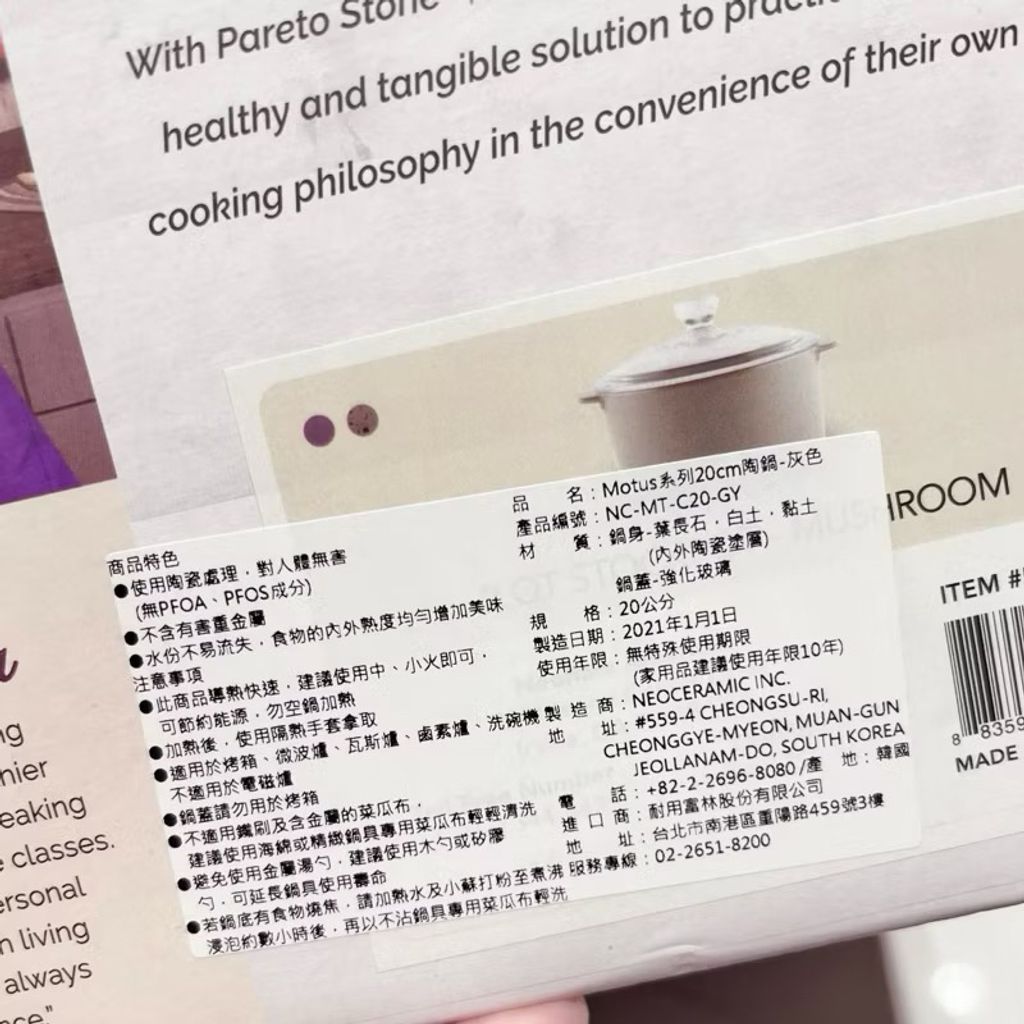 With Pareto Stone
healthy and tangible solution to
cooking philosophy in the convenience of their own
ROOM
ITEM #
8 8359
MADE
品 名：Motus系列20cm陶鍋-灰色
產品編號：NC-MT-C20-GY
材 質：鍋身-葉長石，白土，黏土
(內外陶瓷塗層)
鍋蓋-強化玻璃
規 格：20公分
製造日期：2021年1月1日
使用年限：無特殊使用期限
(家用品建議使用年限10年)
製 造 商：NEOCERAMIC INC.
地 址：#559-4 CHEONGSU-RI,
CHEONGGYE-MYEON, MUAN-GUN
JEOLLANAM-DO, SOUTH KOREA
電 話：+82-2-2696-8080/產 地：韓國
進 口 商：耐用富林股份有限公司
地 址：台北市南港區重陽路459號3樓
服務專線：02-2651-8200
商品特色
●使用陶瓷處理，對人體無害
(無PFOA、PFOS成分)
●不含有害重金屬
●水份不易流失，食物的內外熱度均勻增加美味
注意事項
●此商品導熱快速，建議使用中、小火即可，
可節約能源，勿空鍋加熱
●加熱後，使用隔熱手套拿取
●適用於烤箱、微波爐、瓦斯爐、鹵素爐、洗碗機
不適用於電磁爐
●鍋蓋請勿用於烤箱
●不適用鐵刷及含金屬的菜瓜布，
建議使用海綿或精緻鍋具專用菜瓜布輕輕清洗
●避免使用金屬湯勺，建議使用木勺或矽膠
勺，可延長鍋具使用壽命
●若鍋底有食物燒焦，請加熱水及小蘇打粉至煮沸
浸泡約數小時後，再以不沾鍋具專用菜瓜布輕洗
ng
nier
eaking
e classes.
ersonal
n living
always
nce."